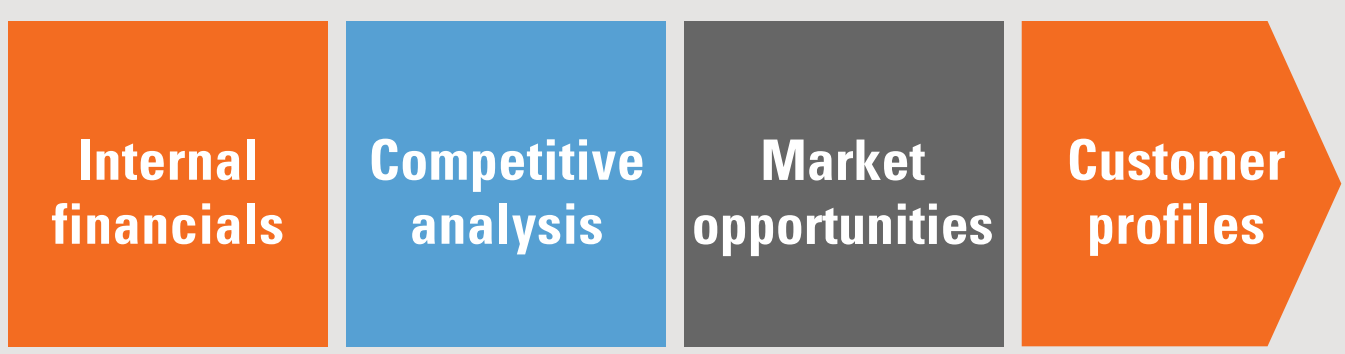 Internal
financials
Competitive
analysis
Market
opportunities
Customer
profiles